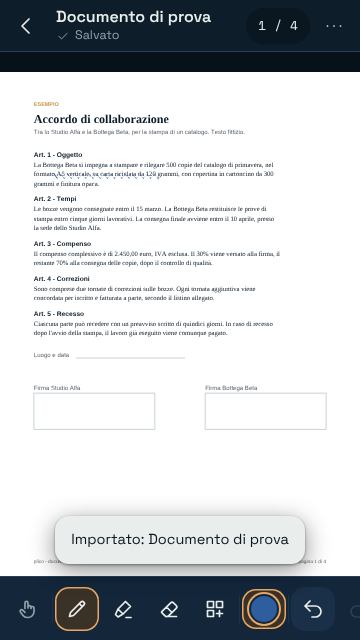 Documento di prova
Salvato
1 / 4
ESEMPIO
Accordo di collaborazione
Tra lo Studio Alfa e la Bottega Beta, per la stampa di un catalogo. Testo fittizio.
Art. 1 - Oggetto
La Bottega Beta si impegna a stampare e rilegare 500 copie del catalogo di primavera, nel
formato A5 verticale, su carta riciclata da 120 grammi, con copertina in cartoncino da 300
grammi e finitura opaca.
Art. 2 - Tempi
Le bozze vengono consegnate entro il 15 marzo. La Bottega Beta restituisce le prove di
stampa entro cinque giorni lavorativi. La consegna finale avviene entro il 10 aprile, presso
la sede dello Studio Alfa.
Art. 3 - Compenso
Il compenso complessivo è di 2.450,00 euro, IVA esclusa. Il 30% viene versato alla firma, il
restante 70% alla consegna delle copie, dopo il controllo di qualità.
Art. 4 - Correzioni
Sono comprese due tornate di correzioni sulle bozze. Ogni tornata aggiuntiva viene
concordata per iscritto e fatturata a parte, secondo il listino allegato.
Art. 5 - Recesso
Ciascuna parte può recedere con un preavviso scritto di quindici giorni. In caso di recesso
dopo l'avvio della stampa, il lavoro già eseguito viene comunque pagato.
Luogo e data
Firma Studio Alfa
Firma Bottega Beta
Importato: Documento di prova